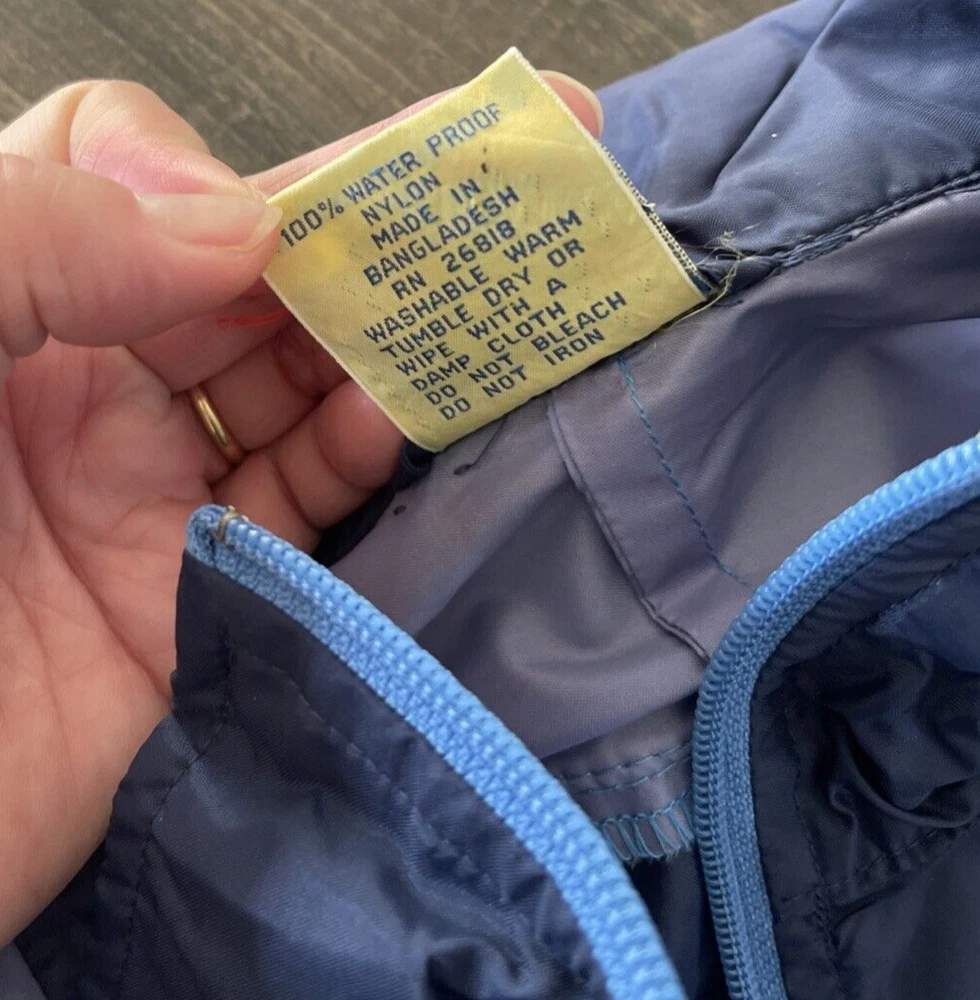 100% WATER PROOF
NYLON
MADE IN
BANGLADESH
RN 26818
WASHABLE WARM
TUMBLE DRY OR
WIPE WITH A
DAMP CLOTH
DO NOT BLEACH
DO NOT IRON